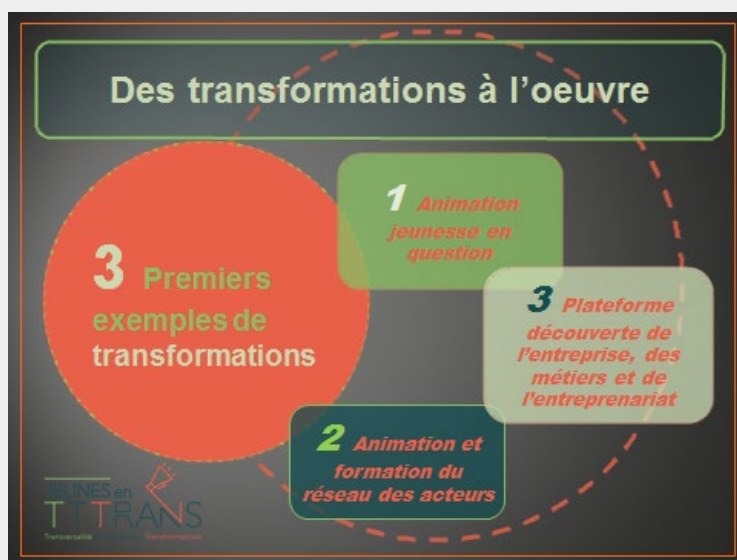 Des transformations à l'oeuvre
3 Premiers
exemples de
transformations
1 Animation
jeunesse en
question
2 Animation et
formation du
réseau des acteurs
3 Plateforme
découverte de
l'entreprise, des
métiers et de
l'entreprenariat
JEUNES en
TTTRANS
Transversalité